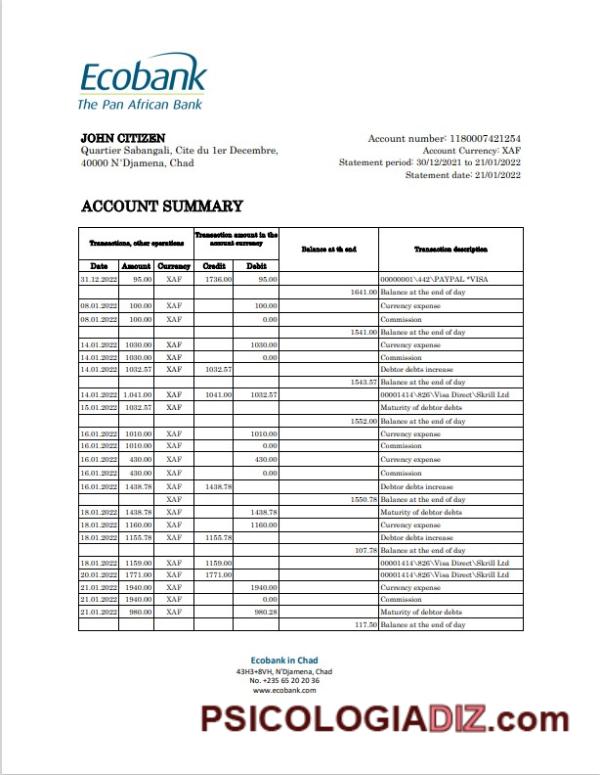 Ecobank
The Pan African Bank
JOHN CITIZEN
Quartier Sabangali, Cite du 1er Decembre,
40000 N'Djamena, Chad
Account number: 1180007421254
Account Currency: XAF
Statement period: 30/12/2021 to 21/01/2022
Statement date: 21/01/2022
ACCOUNT SUMMARY
Transactions, other operations Transaction amount in the account currency Balance at th end Transaction description
Date Amount Currency Credit Debit
31.12.2022 95.00 XAF 1736.00 95.00 00000001\442\PAYPAL *VISA
1641.00 Balance at the end of day
08.01.2022 100.00 XAF 100.00 Currency expense
08.01.2022 100.00 XAF 0.00 Commission
1541.00 Balance at the end of day
14.01.2022 1030.00 XAF 1030.00 Currency expense
14.01.2022 1030.00 XAF 0.00 Commission
14.01.2022 1032.57 XAF 1032.57 Debtor debts increase
1543.57 Balance at the end of day
14.01.2022 1.041.00 XAF 1041.00 1032.57 00001414\826\Visa Direct\Skrill Ltd
15.01.2022 1032.57 XAF Maturity of debtor debts
1552.00 Balance at the end of day
16.01.2022 1010.00 XAF 1010.00 Currency expense
16.01.2022 1010.00 XAF 0.00 Commission
16.01.2022 430.00 XAF 430.00 Currency expense
16.01.2022 430.00 XAF 0.00 Commission
16.01.2022 1438.78 XAF 1438.78 Debtor debts increase
XAF 1550.78 Balance at the end of day
18.01.2022 1438.78 XAF 1438.78 Maturity of debtor debts
18.01.2022 1160.00 XAF 1160.00 Currency expense
18.01.2022 1155.78 XAF 1155.78 Debtor debts increase
107.78 Balance at the end of day
18.01.2022 1159.00 XAF 1159.00 00001414\826\Visa Direct\Skrill Ltd
20.01.2022 1771.00 XAF 1771.00 00001414\826\Visa Direct\Skrill Ltd
21.01.2022 1940.00 XAF 1940.00 Currency expense
21.01.2022 1940.00 XAF 0.00 Commission
21.01.2022 980.00 XAF 980.28 Maturity of debtor debts
117.50 Balance at the end of day
Ecobank in Chad
43H3+8VH, N'Djamena, Chad
No. +235 65 20 20 36
www.ecobank.com
PSICOLOGIADIZ.com